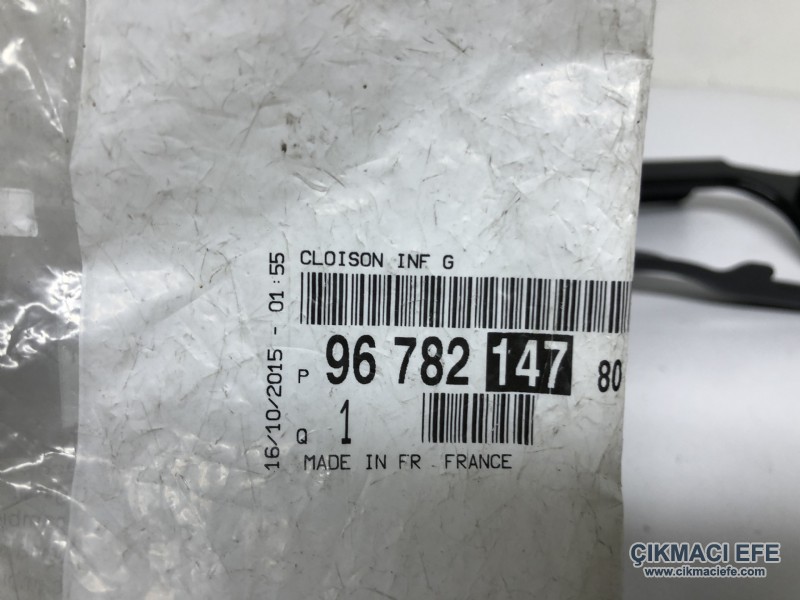 CLOISON INF G
P 96 782 147 80
Q 1
MADE IN FR . FRANCE
16/10/2015 - 01:55
ÇIKMACI EFE
www.cikmaciefe.com